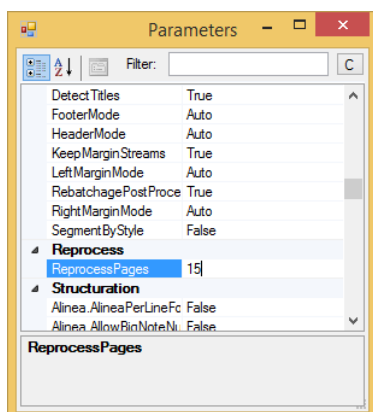 Parameters
Filter:
C
DetectTitles True
FooterMode Auto
HeaderMode Auto
KeepMarginStreams True
LeftMarginMode Auto
RebatchagePostProce True
RightMarginMode Auto
SegmentByStyle False
Reprocess
ReprocessPages 15
Structuration
Alinea.AlineaPerLineFo False
Alinea.AllowBigNoteNu False
ReprocessPages